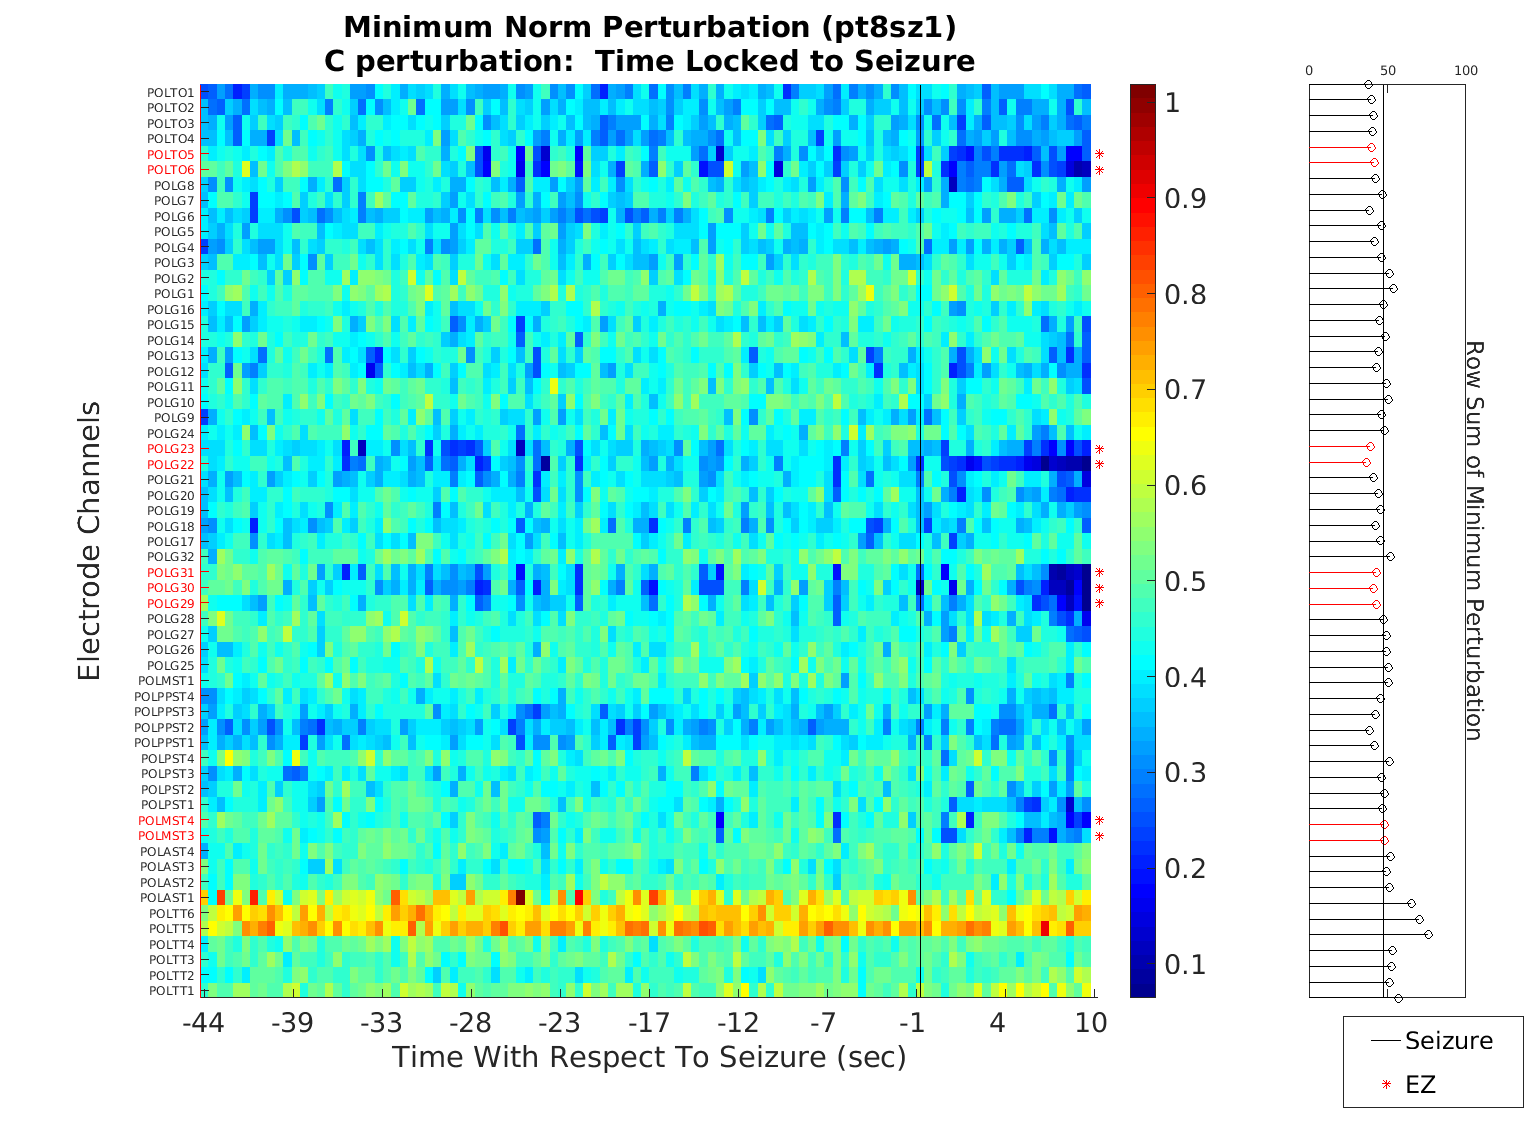 Minimum Norm Perturbation (pt8sz1)
C perturbation:  Time Locked to Seizure
POLTO1
POLTO2
POLTO3
POLTO4
POLTO5
POLTO6
POLG8
POLG7
POLG6
POLG5
POLG4
POLG3
POLG2
POLG1
POLG16
POLG15
POLG14
POLG13
POLG12
POLG11
POLG10
POLG9
POLG24
POLG23
POLG22
POLG21
POLG20
POLG19
POLG18
POLG17
POLG32
POLG31
POLG30
POLG29
POLG28
POLG27
POLG26
POLG25
POLMST1
POLPPST4
POLPPST3
POLPPST2
POLPPST1
POLPST4
POLPST3
POLPST2
POLPST1
POLMST4
POLMST3
POLAST4
POLAST3
POLAST2
POLAST1
POLTT6
POLTT5
POLTT4
POLTT3
POLTT2
POLTT1
Electrode Channels
-44 -39 -33 -28 -23 -17 -12 -7 -1 4 10
Time With Respect To Seizure (sec)
1
0.9
0.8
0.7
0.6
0.5
0.4
0.3
0.2
0.1
0 50 100
Row Sum of Minimum Perturbation
Seizure
EZ